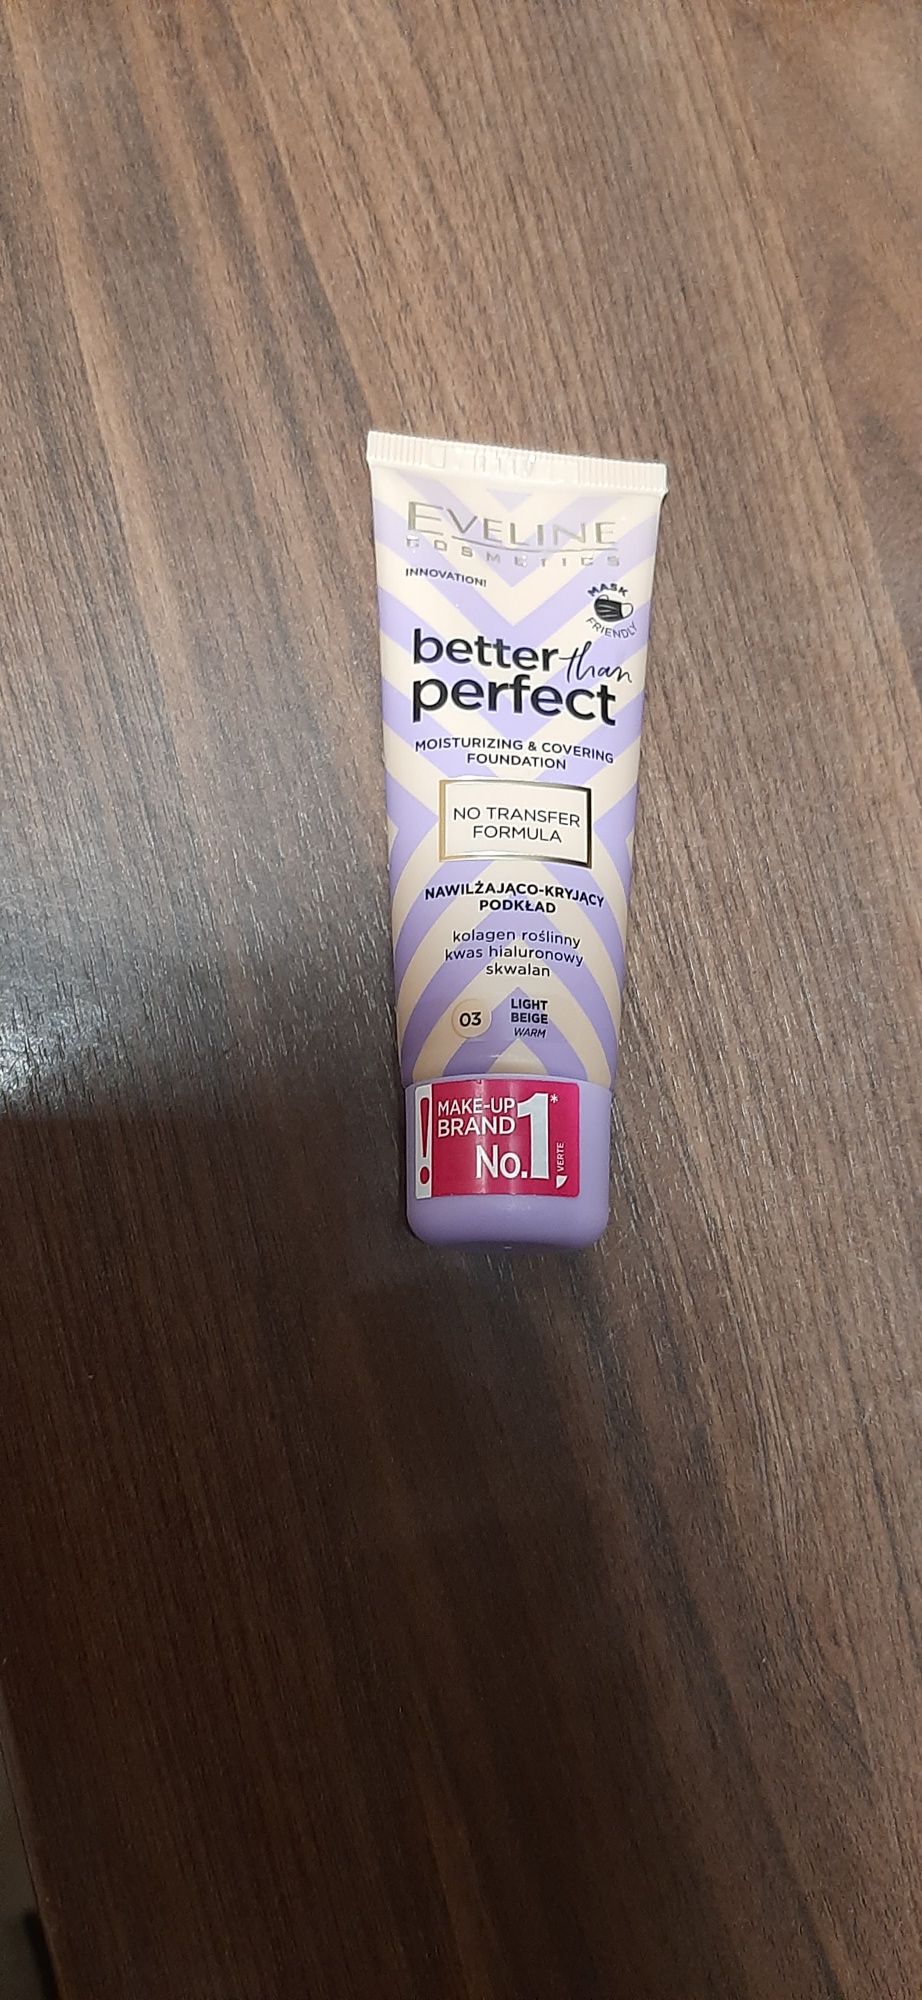 EVELINE
COSMETICS
INNOVATION!
MASK
FRIENDLY
better than
perfect
MOISTURIZING & COVERING
FOUNDATION
NO TRANSFER
FORMULA
NAWILŻAJĄCO-KRYJĄCY
PODKŁAD
kolagen roślinny
kwas hialuronowy
skwalan
03
LIGHT
BEIGE
WARM
! MAKE-UP
BRAND
No.1*
VERTE